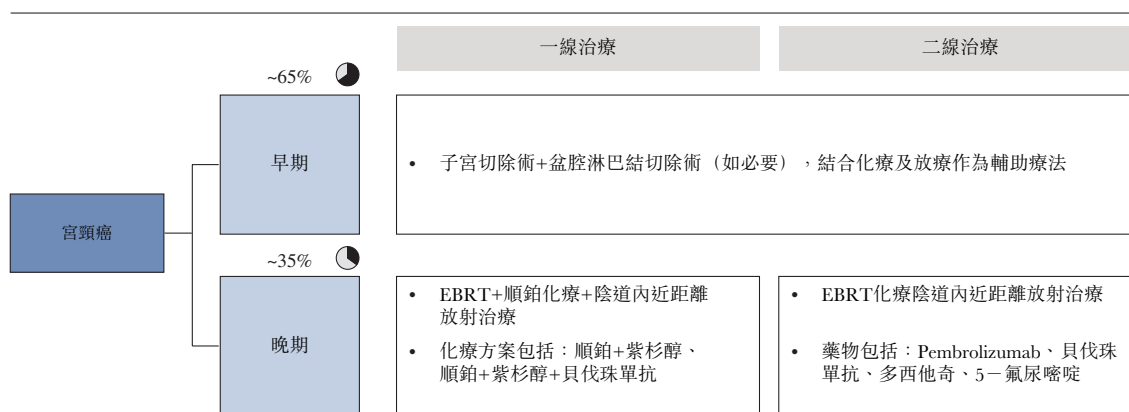 一線治療
二線治療
~65%
早期
• 子宮切除術+盆腔淋巴結切除術（如必要），結合化療及放療作為輔助療法
宮頸癌
~35%
晚期
• EBRT+順鉑化療+陰道內近距離
放射治療
• 化療方案包括：順鉑+紫杉醇、
順鉑+紫杉醇+貝伐珠單抗
• EBRT化療陰道內近距離放射治療
• 藥物包括：Pembrolizumab、貝伐珠
單抗、多西他奇、5－氟尿嘧啶